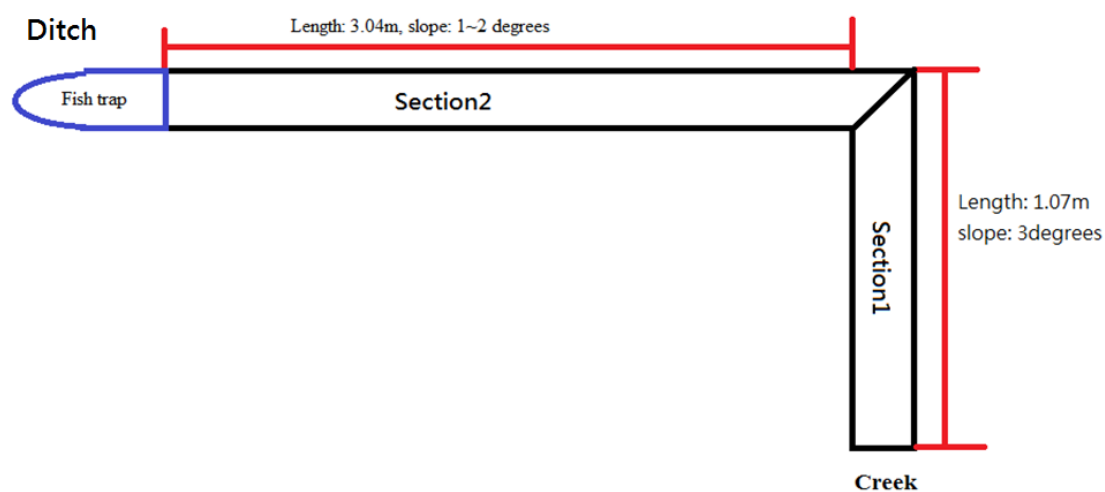 Ditch
Length: 3.04m, slope: 1~2 degrees
Fish trap
Section2
Section1
Length: 1.07m
slope: 3degrees
Creek